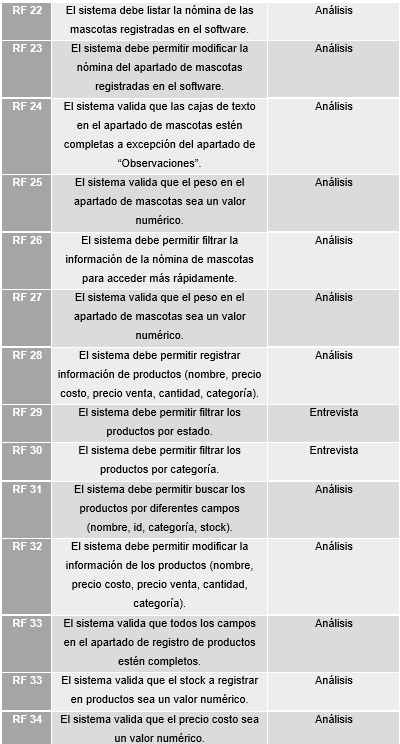 RF 22 El sistema debe listar la nómina de las Análisis
mascotas registradas en el software.
RF 23 El sistema debe permitir modificar la Análisis
nómina del apartado de mascotas
registradas en el software.
RF 24 El sistema valida que las cajas de texto Análisis
en el apartado de mascotas estén
completas a excepción del apartado de
“Observaciones”.
RF 25 El sistema valida que el peso en el Análisis
apartado de mascotas sea un valor
numérico.
RF 26 El sistema debe permitir filtrar la Análisis
información de la nómina de mascotas
para acceder más rápidamente.
RF 27 El sistema valida que el peso en el Análisis
apartado de mascotas sea un valor
numérico.
RF 28 El sistema debe permitir registrar Análisis
información de productos (nombre, precio
costo, precio venta, cantidad, categoría).
RF 29 El sistema debe permitir filtrar los Entrevista
productos por estado.
RF 30 El sistema debe permitir filtrar los Entrevista
productos por categoría.
RF 31 El sistema debe permitir buscar los Análisis
productos por diferentes campos
(nombre, id, categoría, stock).
RF 32 El sistema debe permitir modificar la Análisis
información de los productos (nombre,
precio costo, precio venta, cantidad,
categoría).
RF 33 El sistema valida que todos los campos Análisis
en el apartado de registro de productos
estén completos.
RF 33 El sistema valida que el stock a registrar Análisis
en productos sea un valor numérico.
RF 34 El sistema valida que el precio costo sea Análisis
un valor numérico.